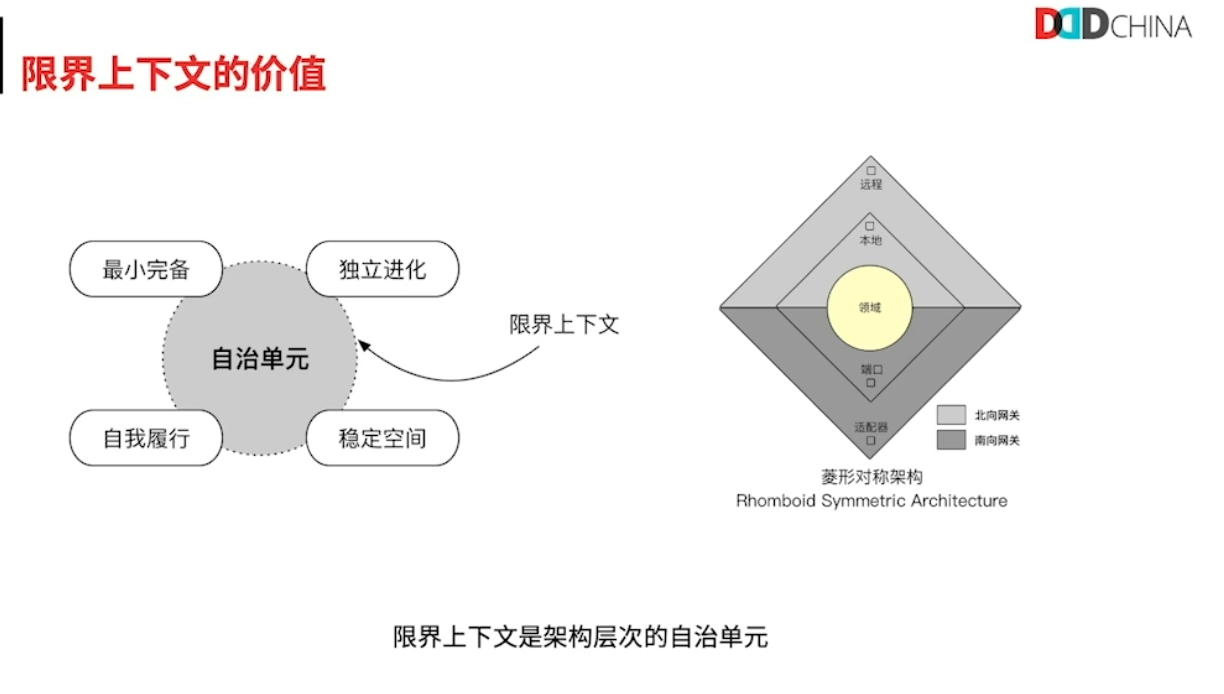 DDDCHINA
限界上下文的价值
最小完备
独立进化
限界上下文
自治单元
自我履行
稳定空间
远程
本地
领域
端口
适配器
北向网关
南向网关
菱形对称架构
Rhomboid Symmetric Architecture
限界上下文是架构层次的自治单元